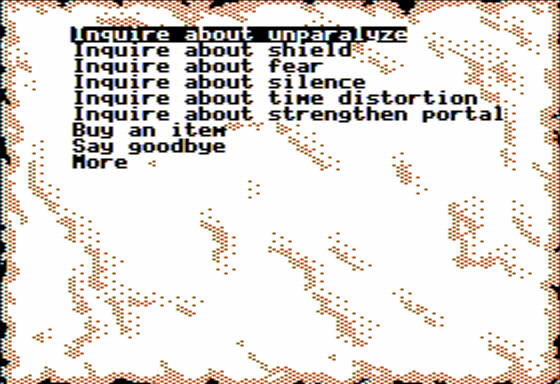 Inquire about unparalyze
Inquire about shield
Inquire about fear
Inquire about silence
Inquire about time distortion
Inquire about strengthen portal
Buy an item
Say goodbye
More